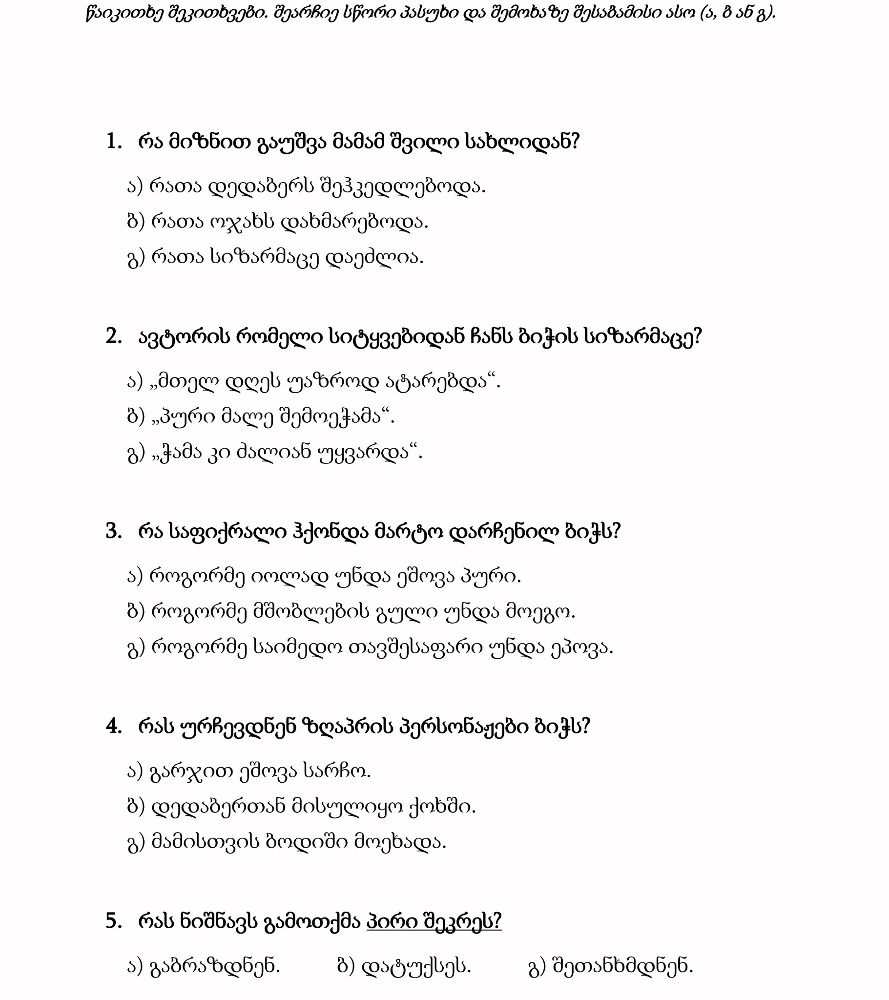 წაიკითხე შეკითხვები. შეარჩიე სწორი პასუხი და შემოხაზე შესაბამისი ასო (ა, ბ ან გ).
1. რა მიზნით გაუშვა მამამ შვილი სახლიდან?
ა) რათა დედაბერს შეჰკედლებოდა.
ბ) რათა ოჯახს დახმარებოდა.
გ) რათა სიზარმაცე დაეძლია.
2. ავტორის რომელი სიტყვებიდან ჩანს ბიჭის სიზარმაცე?
ა) „მთელ დღეს უაზროდ ატარებდა“.
ბ) „პური მალე შემოეჭამა“.
გ) „ჭამა კი ძალიან უყვარდა“.
3. რა საფიქრალი ჰქონდა მარტო დარჩენილ ბიჭს?
ა) როგორმე იოლად უნდა ეშოვა პური.
ბ) როგორმე მშობლების გული უნდა მოეგო.
გ) როგორმე საიმედო თავშესაფარი უნდა ეპოვა.
4. რას ურჩევდნენ ზღაპრის პერსონაჟები ბიჭს?
ა) გარჯით ეშოვა სარჩო.
ბ) დედაბერთან მისულიყო ქოხში.
გ) მამისთვის ბოდიში მოეხადა.
5. რას ნიშნავს გამოთქმა პირი შეკრეს?
ა) გაბრაზდნენ. ბ) დატუქსეს. გ) შეთანხმდნენ.